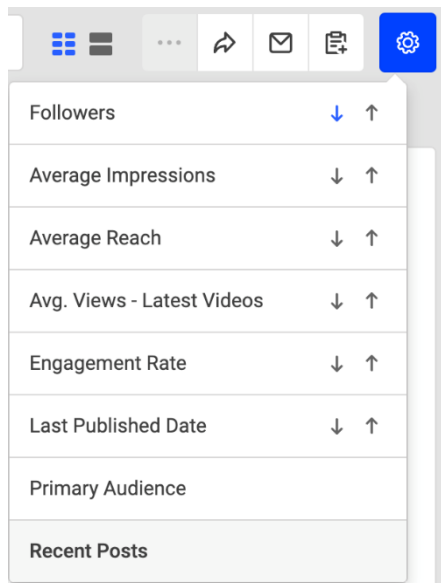 Followers
Average Impressions
Average Reach
Avg. Views - Latest Videos
Engagement Rate
Last Published Date
Primary Audience
Recent Posts